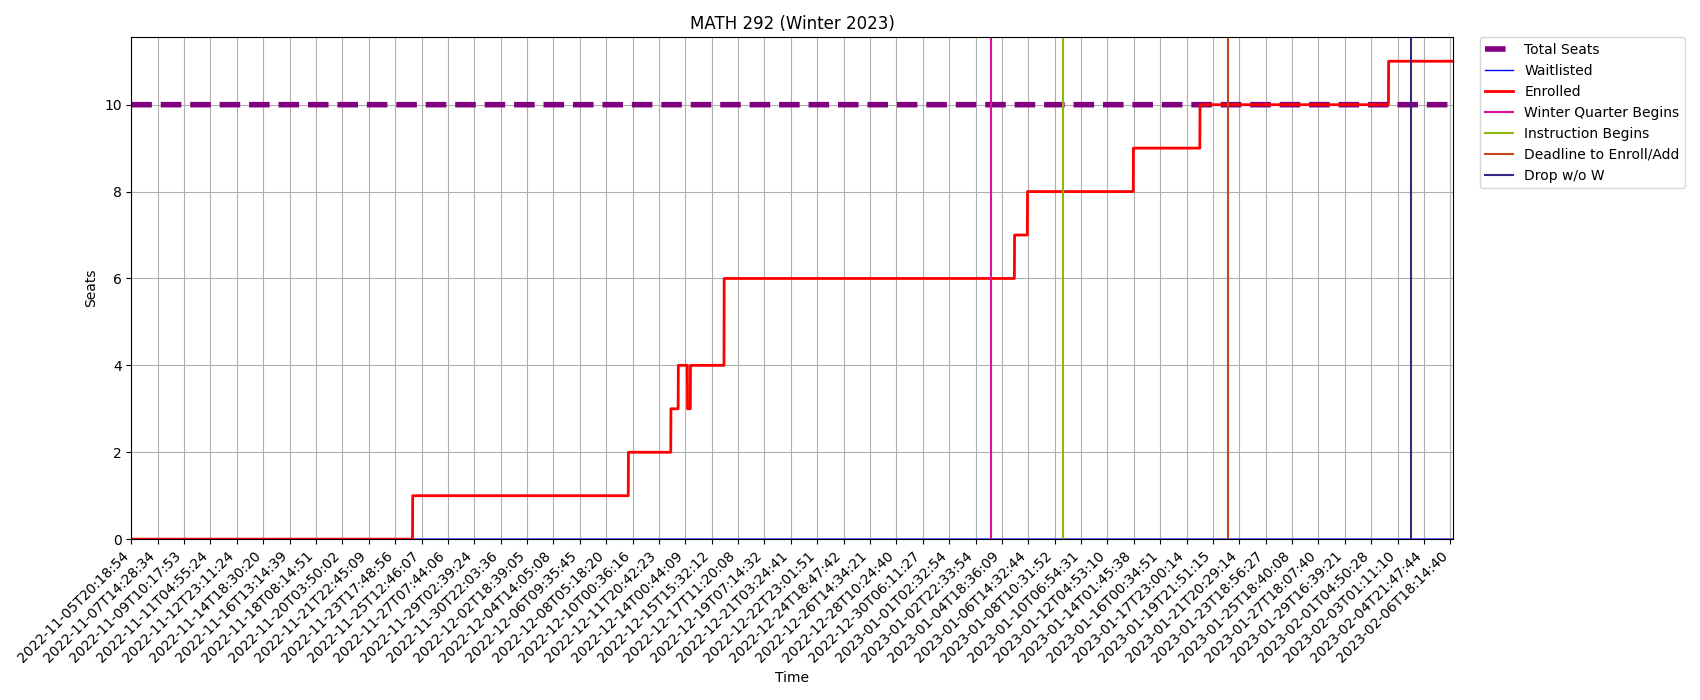 MATH 292 (Winter 2023)
Total Seats
Waitlisted
Enrolled
Winter Quarter Begins
Instruction Begins
Deadline to Enroll/Add
Drop w/o W
10
8
6
4
2
0
Seats
2022-11-05T20:18:54
2022-11-07T14:28:34
2022-11-09T10:17:53
2022-11-11T04:55:24
2022-11-12T23:11:24
2022-11-14T18:30:20
2022-11-16T13:14:39
2022-11-18T08:14:51
2022-11-20T03:50:02
2022-11-21T22:45:09
2022-11-23T17:48:56
2022-11-25T12:46:07
2022-11-27T07:44:06
2022-11-29T02:39:24
2022-11-30T22:03:36
2022-12-02T18:39:05
2022-12-04T14:05:08
2022-12-06T09:35:45
2022-12-08T05:18:20
2022-12-10T00:36:16
2022-12-11T20:42:23
2022-12-14T00:44:09
2022-12-15T15:32:12
2022-12-17T11:20:08
2022-12-19T07:14:32
2022-12-21T03:24:41
2022-12-22T23:01:51
2022-12-24T18:47:42
2022-12-26T14:34:21
2022-12-28T10:24:40
2022-12-30T06:11:27
2023-01-01T02:32:54
2023-01-02T22:33:54
2023-01-04T18:36:09
2023-01-06T14:32:44
2023-01-08T10:31:52
2023-01-10T06:54:31
2023-01-12T04:53:10
2023-01-14T01:45:38
2023-01-16T00:34:51
2023-01-17T23:00:14
2023-01-19T21:51:15
2023-01-21T20:29:14
2023-01-23T18:56:27
2023-01-25T18:40:08
2023-01-27T18:07:40
2023-01-29T16:39:21
2023-02-01T04:50:28
2023-02-03T01:11:10
2023-02-04T21:47:44
2023-02-06T18:14:40
Time